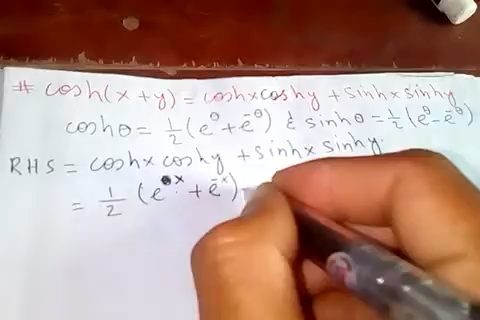 # cosh(x+y) = coshx coshy + Sinhx sinhy
coshθ = 1/2 (e^θ + e^-θ) & sinhθ = 1/2 (e^θ - e^-θ)
RHS = coshx coshy + sinhx sinhy
= 1/2 (e^x + e^-x)